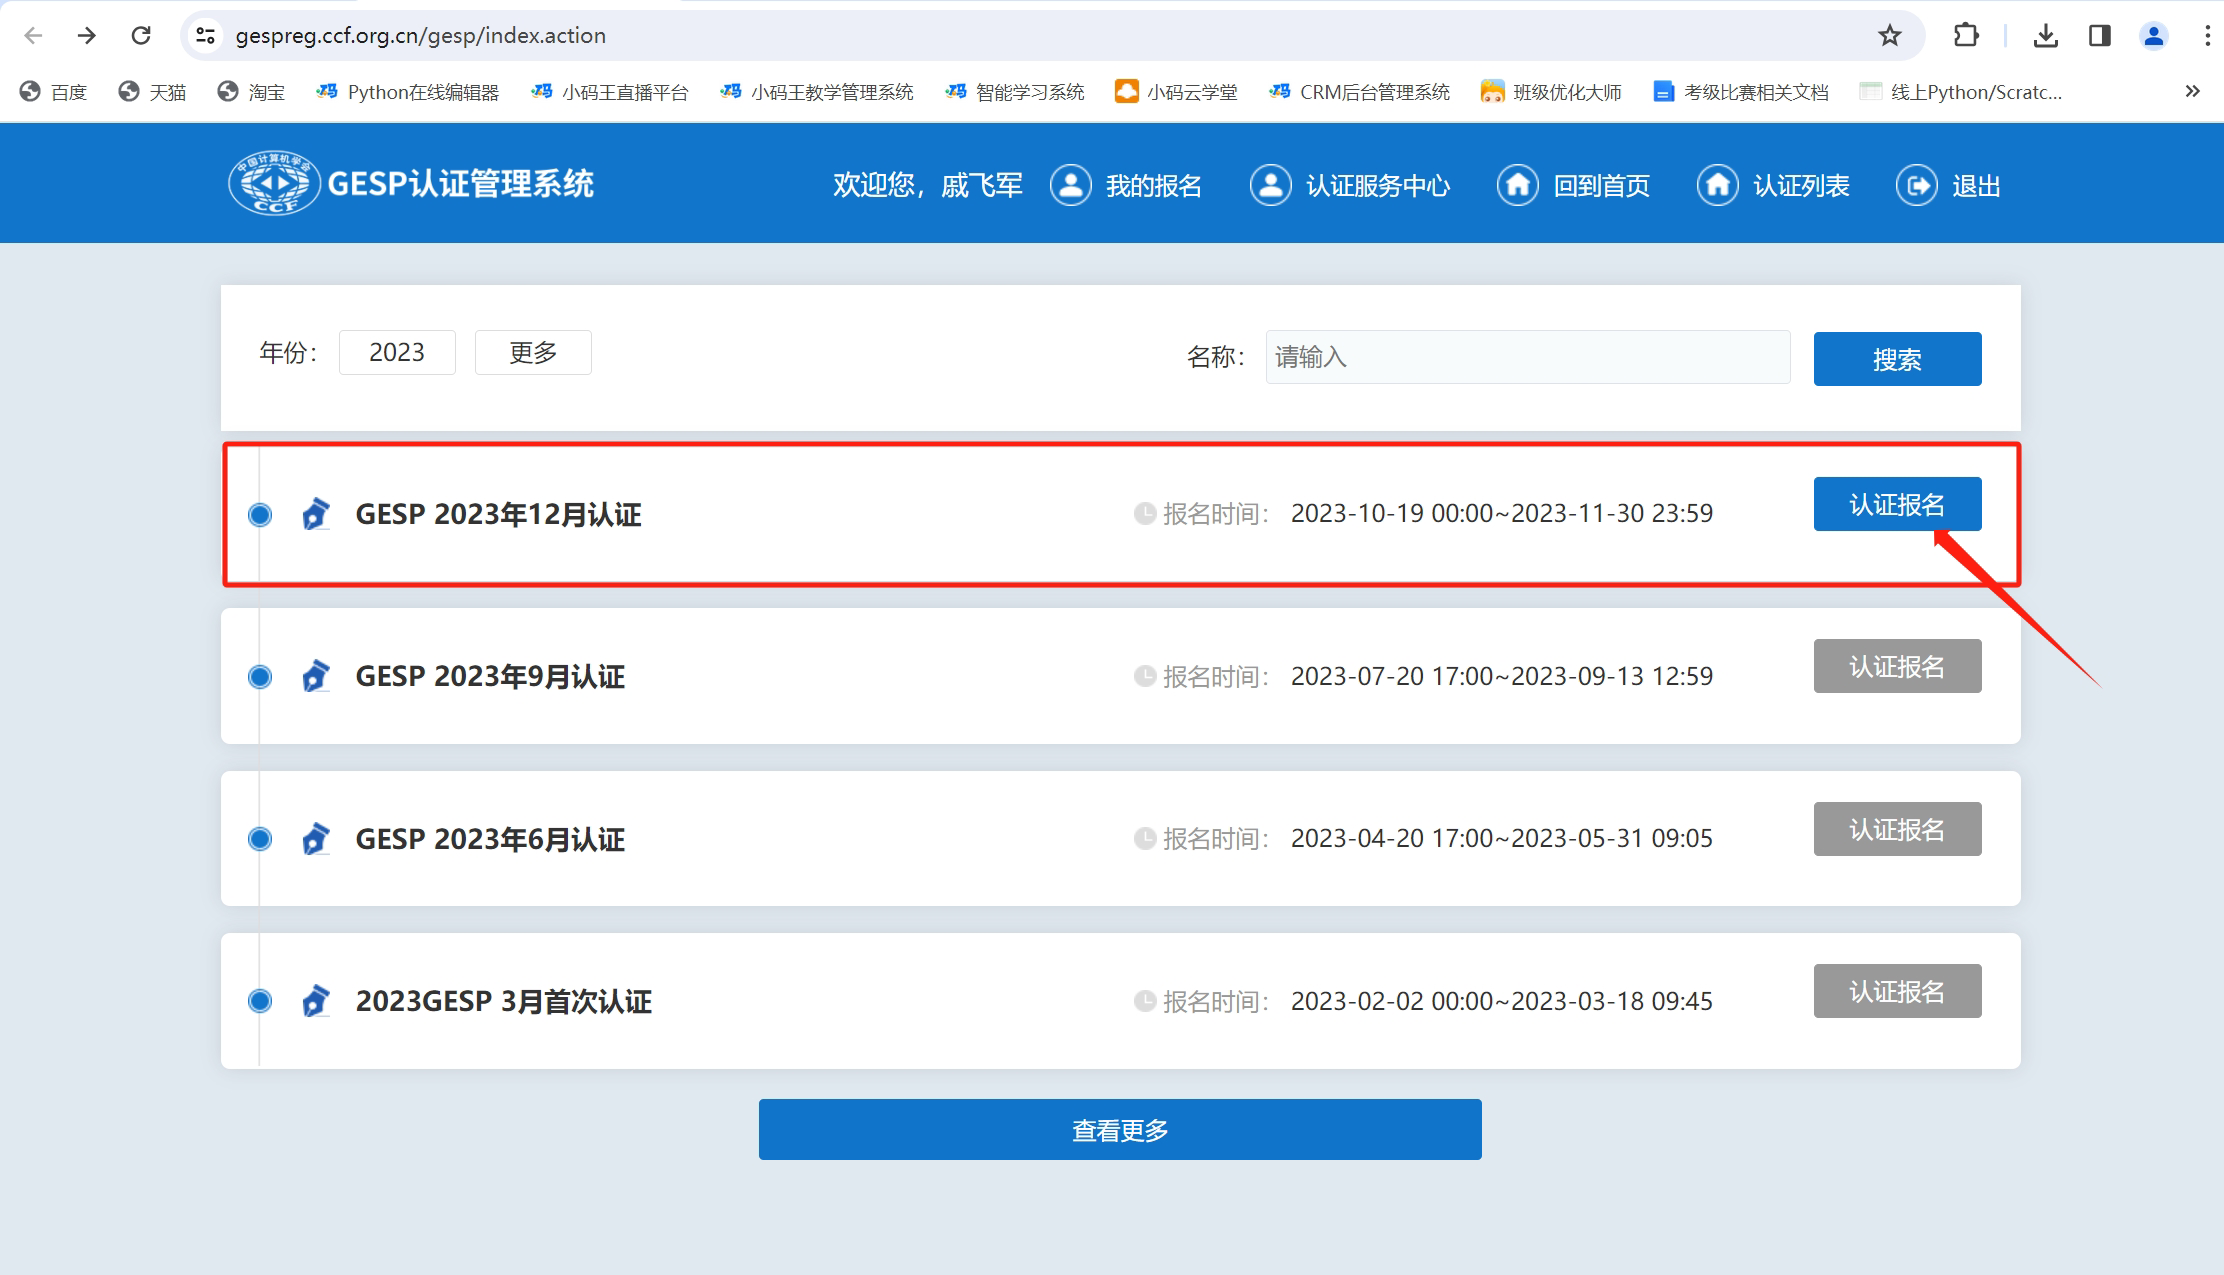 gespreg.ccf.org.cn/gesp/index.action
百度 天猫 淘宝 Python在线编辑器 小码王直播平台 小码王教学管理系统 智能学习系统 小码云学堂 CRM后台管理系统 班级优化大师 考级比赛相关文档 线上Python/Scratc...
中国计算机学会 CCF GESP认证管理系统 欢迎您，戚飞军 我的报名 认证服务中心 回到首页 认证列表 退出
年份： 2023 更多 名称： 请输入 搜索
GESP 2023年12月认证 报名时间： 2023-10-19 00:00~2023-11-30 23:59 认证报名
GESP 2023年9月认证 报名时间： 2023-07-20 17:00~2023-09-13 12:59 认证报名
GESP 2023年6月认证 报名时间： 2023-04-20 17:00~2023-05-31 09:05 认证报名
2023GESP 3月首次认证 报名时间： 2023-02-02 00:00~2023-03-18 09:45 认证报名
查看更多